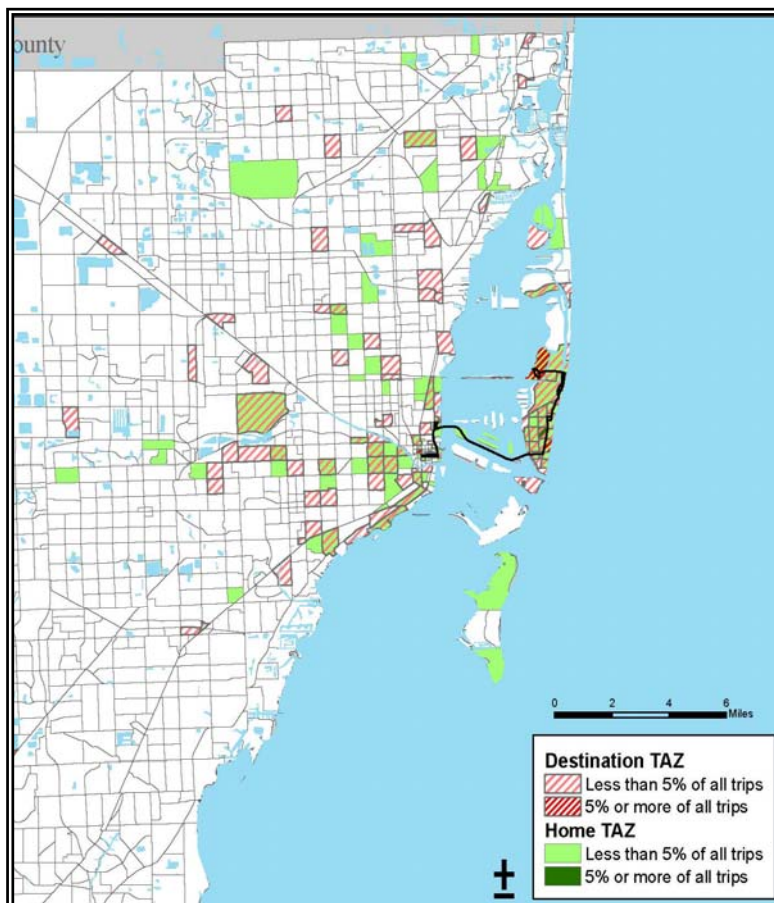 ounty
0 2 4 6
Miles
Destination TAZ
Less than 5% of all trips
5% or more of all trips
Home TAZ
Less than 5% of all trips
5% or more of all trips